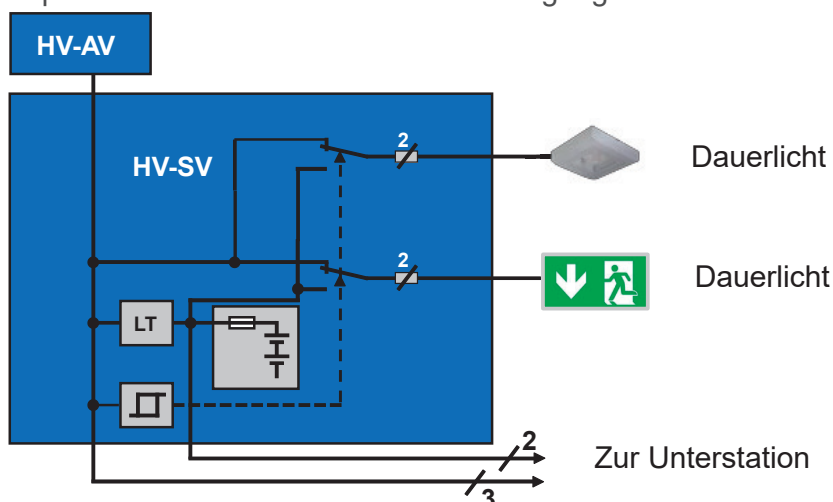 HV-AV
HV-SV
2
Dauerlicht
2
Dauerlicht
LT
2
Zur Unterstation
3